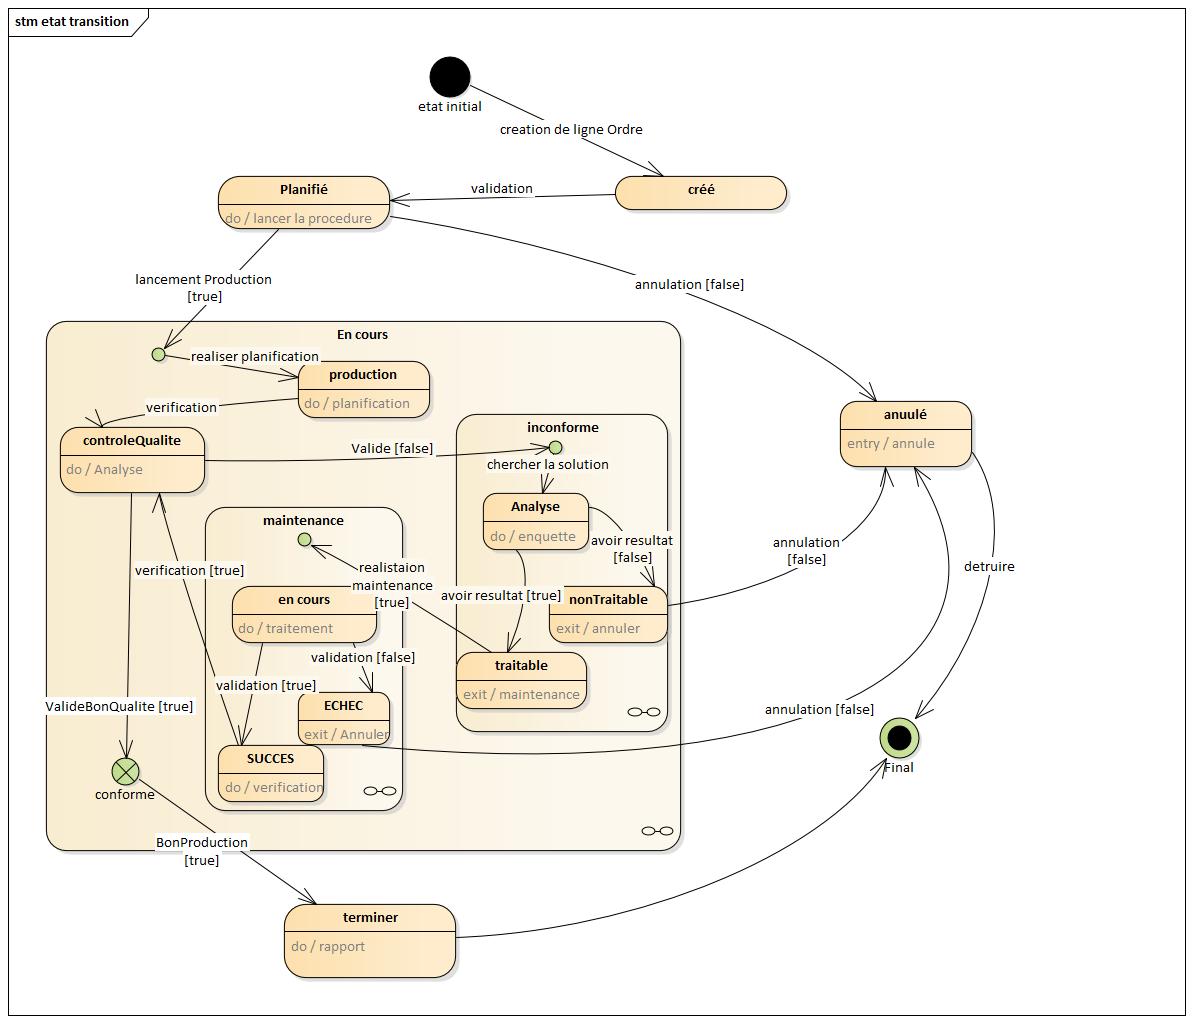 stm etat transition
etat initial
creation de ligne Ordre
Planifié
do / lancer la procedure
validation
créé
lancement Production
[true]
annulation [false]
En cours
realiser planification
production
do / planification
verification
anuulé
entry / annule
controleQualite
do / Analyse
Valide [false]
inconforme
chercher la solution
Analyse
do / enquette
avoir resultat
[false]
maintenance
realistaion
maintenance
[true]
verification [true]
en cours
do / traitement
avoir resultat [true]
nonTraitable
exit / annuler
annulation
[false]
detruire
validation [false]
traitable
exit / maintenance
validation [true]
ECHEC
exit / Annuler
ValideBonQualite [true]
annulation [false]
SUCCES
do / verification
conforme
Final
BonProduction
[true]
terminer
do / rapport